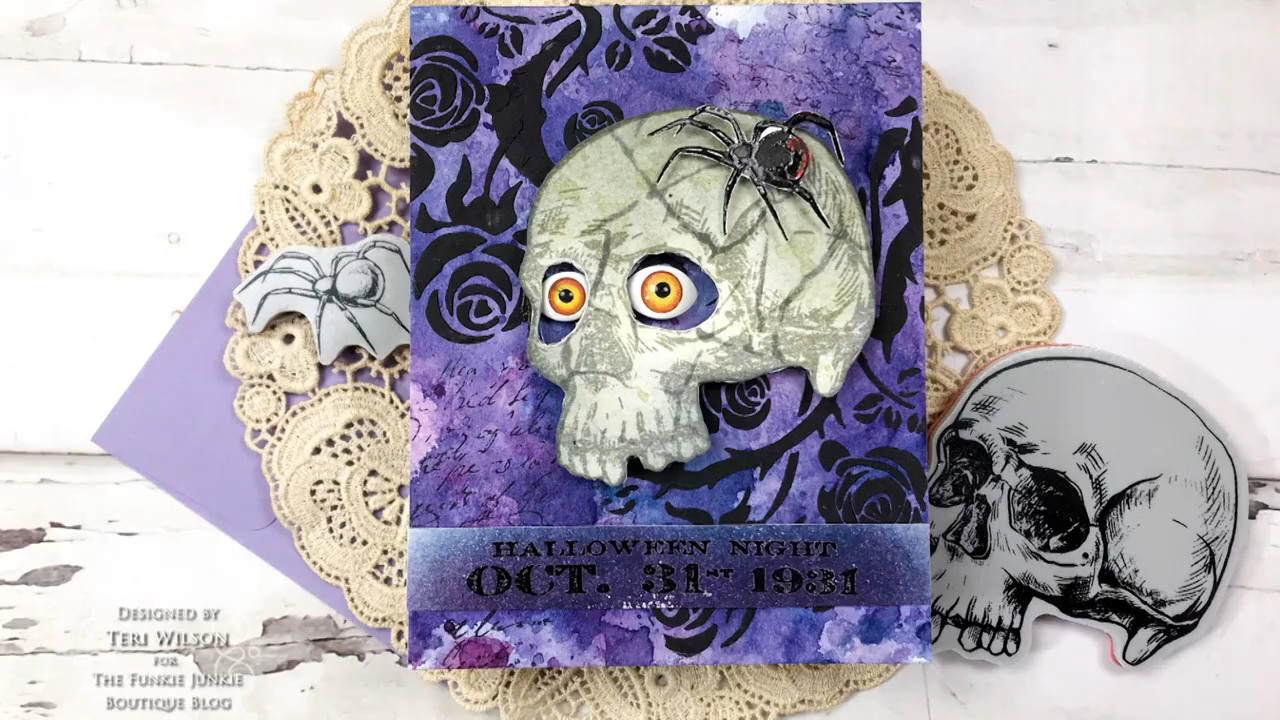 HALLOWEEN NIGHT
OCT. 31ST 1931
DESIGNED BY
TERI WILSON
FOR
THE FUNKIE JUNKIE
BOUTIQUE BLOG